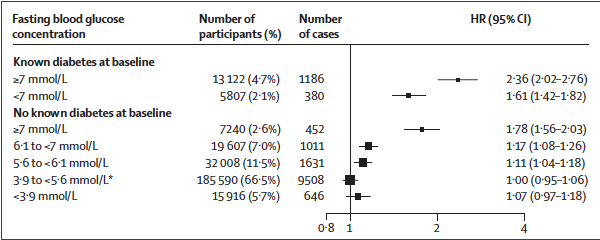 Fasting blood glucose concentration Number of participants (%) Number of cases HR (95% CI)
Known diabetes at baseline
≥7 mmol/L 13 122 (4·7%) 1186 2·36 (2·02–2·76)
<7 mmol/L 5807 (2·1%) 380 1·61 (1·42–1·82)
No known diabetes at baseline
≥7 mmol/L 7240 (2·6%) 452 1·78 (1·56–2·03)
6·1 to <7 mmol/L 19 607 (7·0%) 1011 1·17 (1·08–1·26)
5·6 to <6·1 mmol/L 32 008 (11·5%) 1631 1·11 (1·04–1·18)
3·9 to <5·6 mmol/L* 185 590 (66·5%) 9508 1·00 (0·95–1·06)
<3·9 mmol/L 15 916 (5·7%) 646 1·07 (0·97–1·18)
0·8 1 2 4